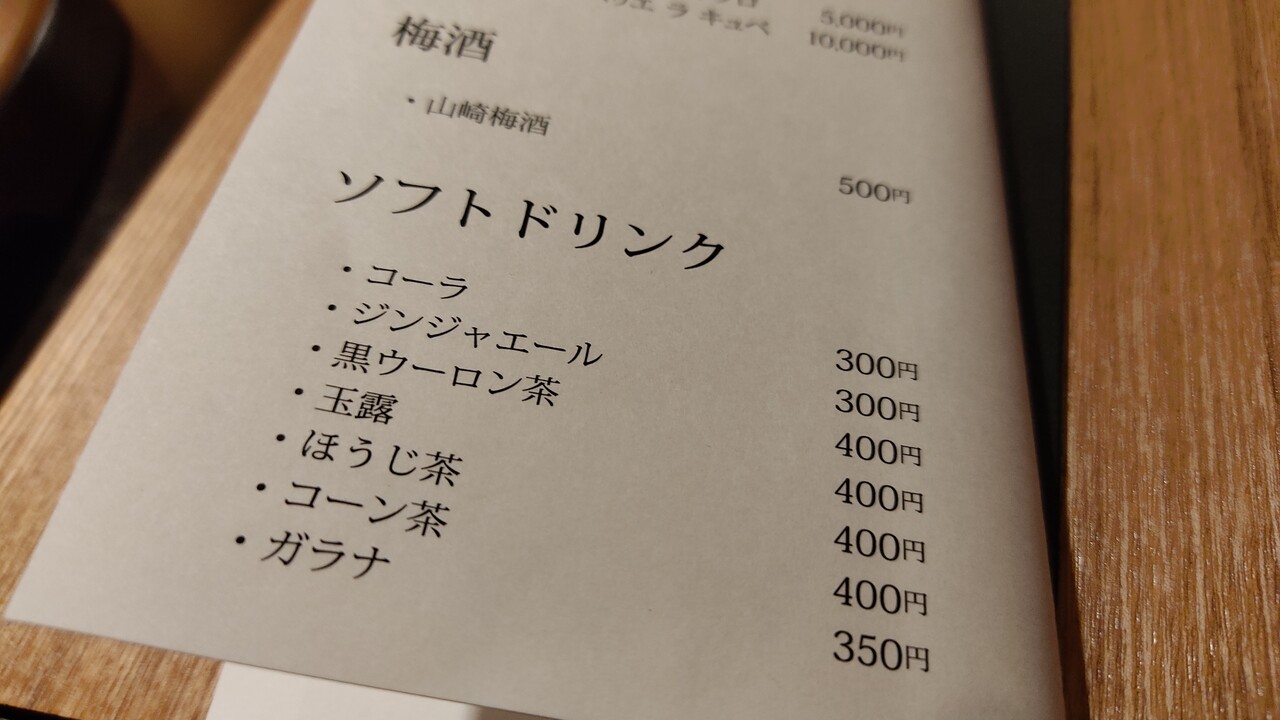 5,000円
ラ キュベ 10,000円
梅酒
・山崎梅酒 500円
ソフトドリンク
・コーラ 300円
・ジンジャエール 300円
・黒ウーロン茶 400円
・玉露 400円
・ほうじ茶 400円
・コーン茶 400円
・ガラナ 350円